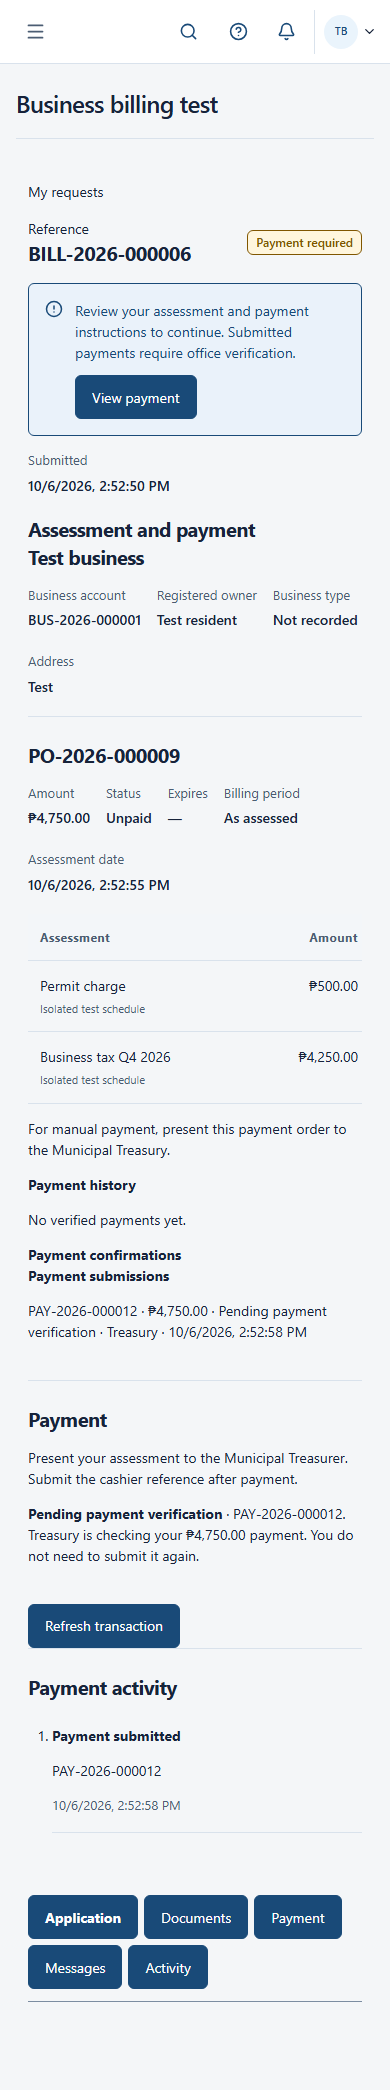 TB
Business billing test
My requests
Reference
BILL-2026-000006
Payment required
Review your assessment and payment
instructions to continue. Submitted
payments require office verification.
View payment
Submitted
10/6/2026, 2:52:50 PM
Assessment and payment
Test business
Business account Registered owner Business type
BUS-2026-000001 Test resident Not recorded
Address
Test
PO-2026-000009
Amount Status Expires Billing period
₱4,750.00 Unpaid — As assessed
Assessment date
10/6/2026, 2:52:55 PM
Assessment Amount
Permit charge ₱500.00
Isolated test schedule
Business tax Q4 2026 ₱4,250.00
Isolated test schedule
For manual payment, present this payment order to
the Municipal Treasury.
Payment history
No verified payments yet.
Payment confirmations
Payment submissions
PAY-2026-000012 · ₱4,750.00 · Pending payment
verification · Treasury · 10/6/2026, 2:52:58 PM
Payment
Present your assessment to the Municipal Treasurer.
Submit the cashier reference after payment.
Pending payment verification · PAY-2026-000012.
Treasury is checking your ₱4,750.00 payment. You do
not need to submit it again.
Refresh transaction
Payment activity
1. Payment submitted
PAY-2026-000012
10/6/2026, 2:52:58 PM
Application Documents Payment
Messages Activity